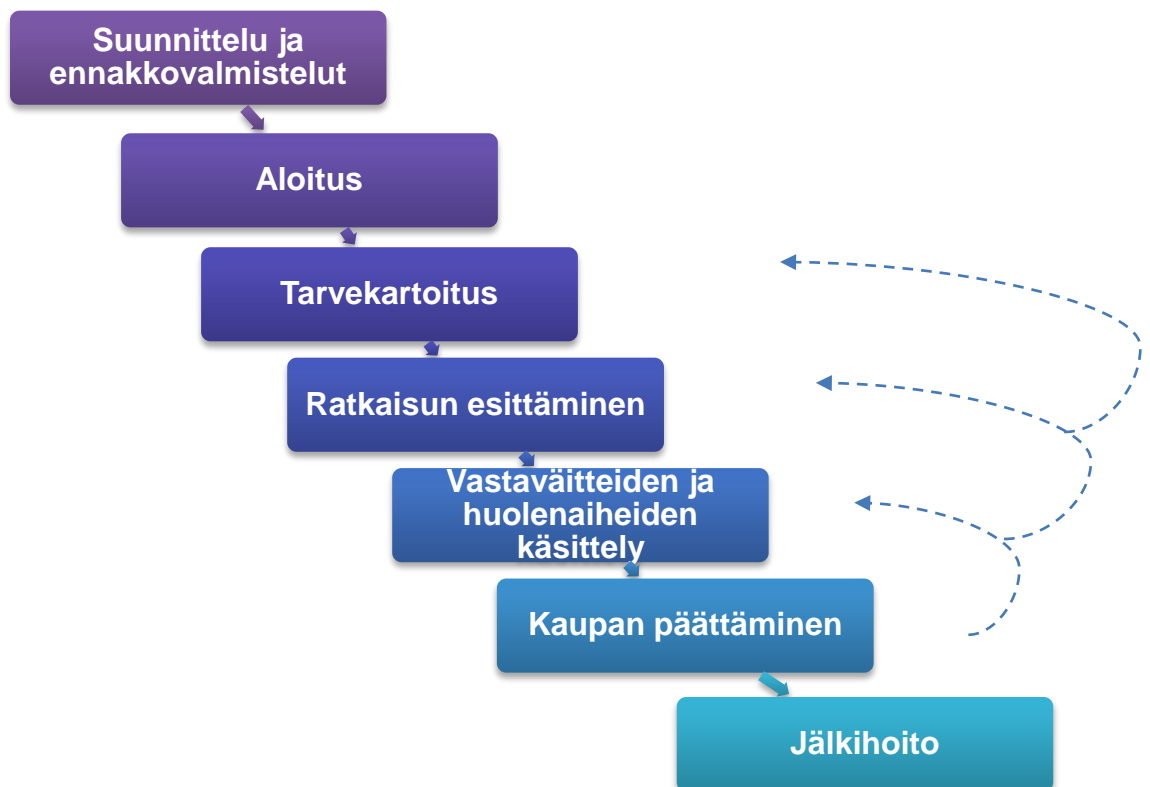 Suunnittelu ja
ennakkovalmistelut
Aloitus
Tarvekartoitus
Ratkaisun esittäminen
Vastaväitteiden ja
huolenaiheiden
käsittely
Kaupan päättäminen
Jälkihoito